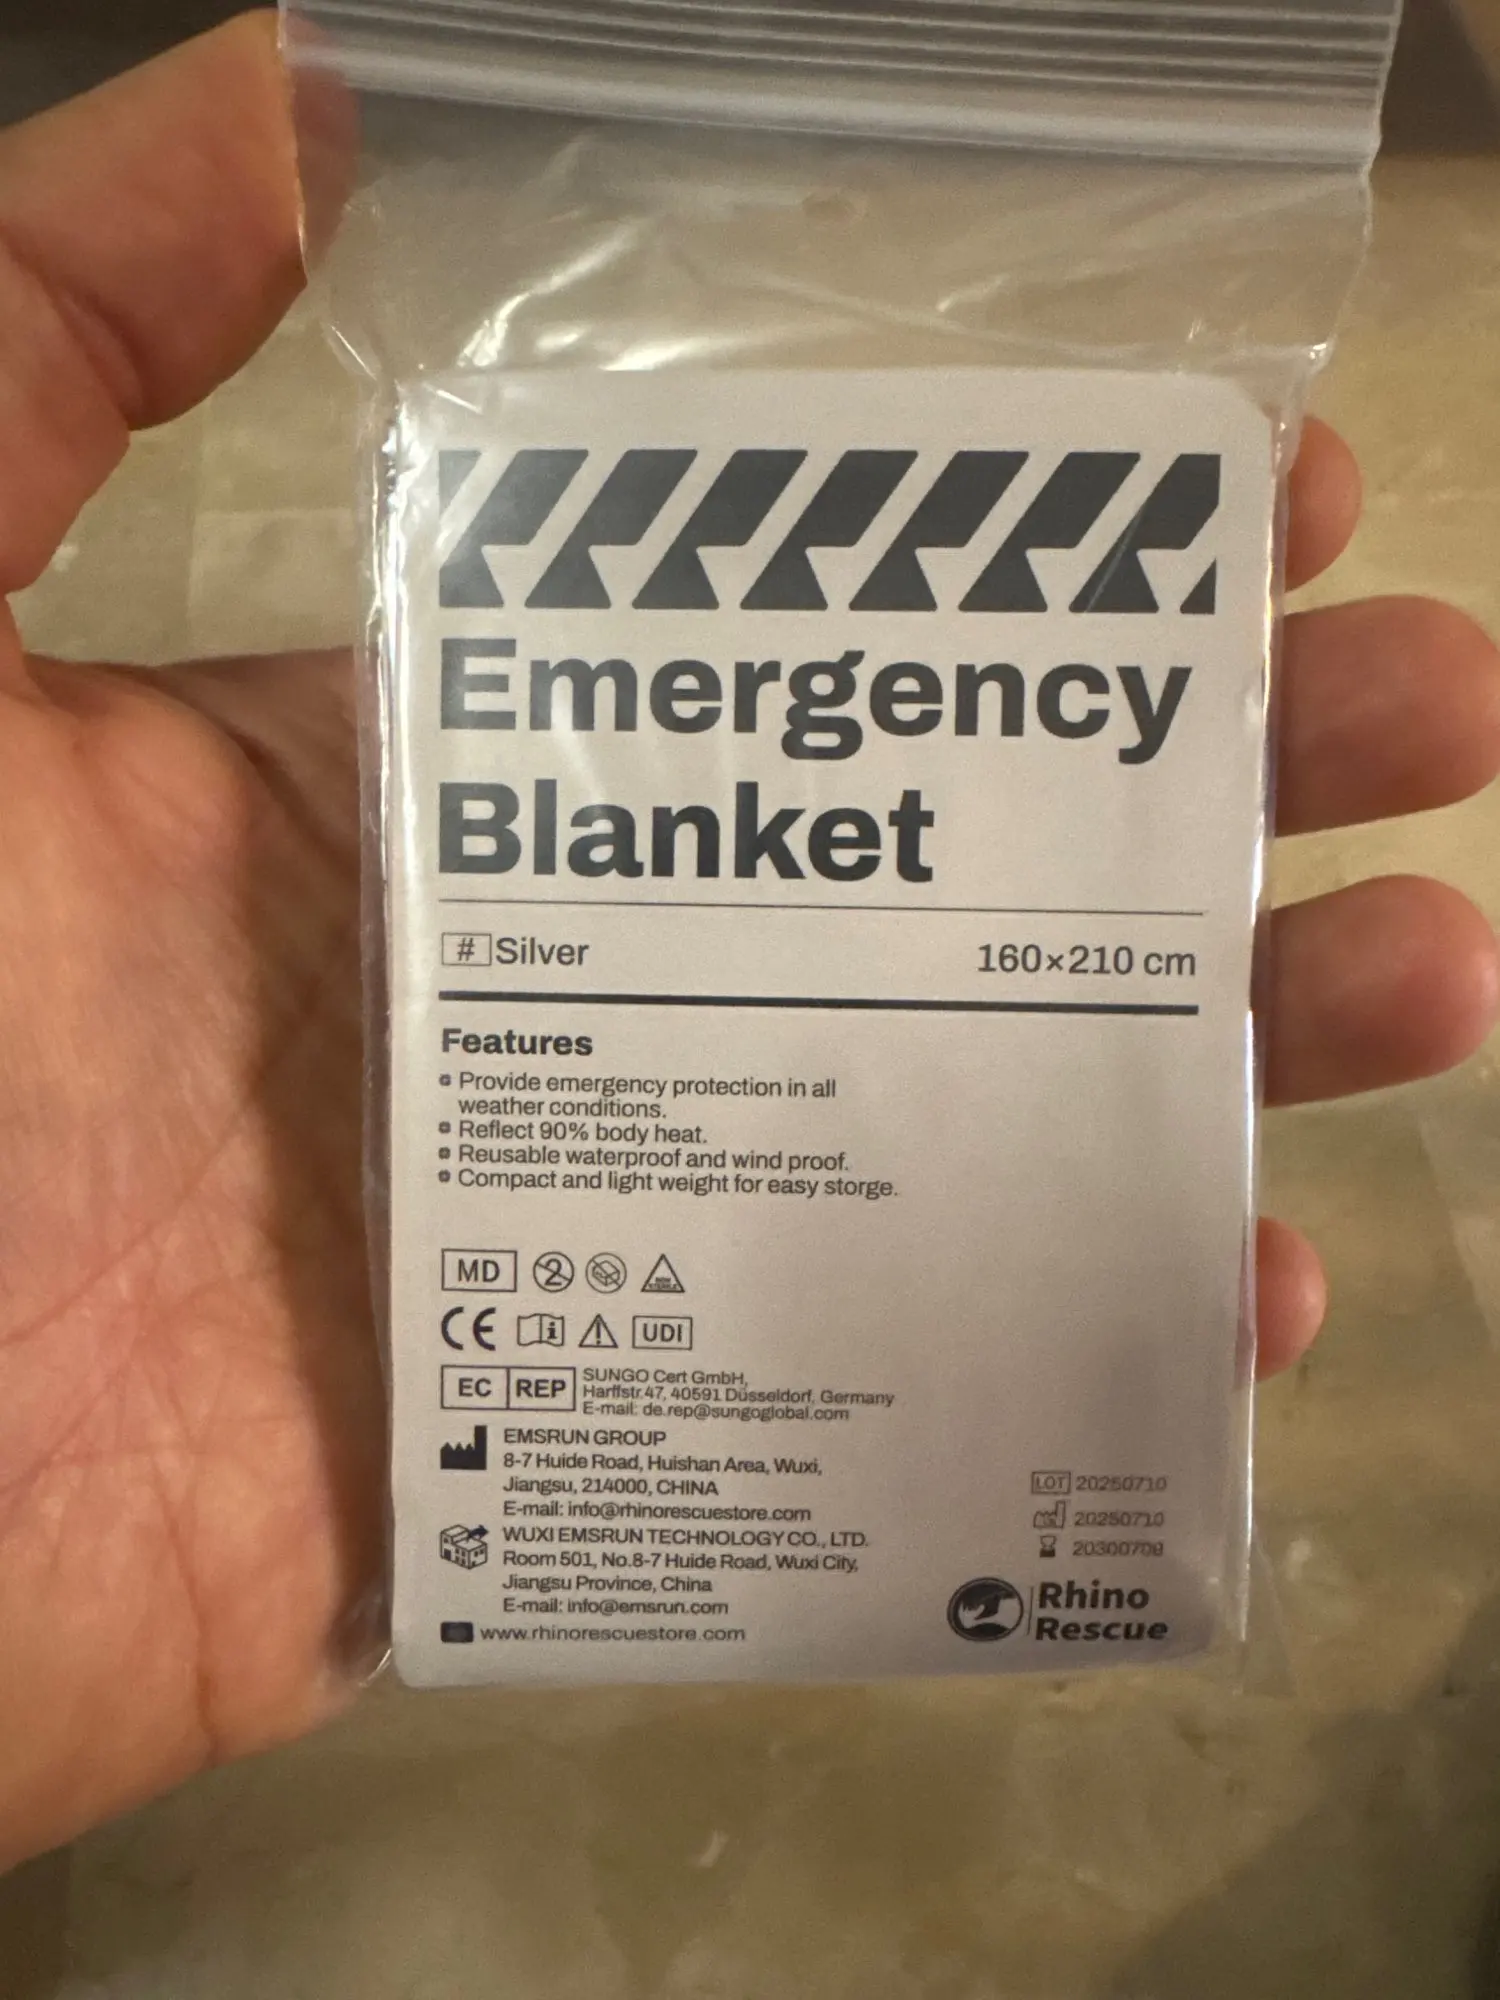 Emergency
Blanket
# Silver 160×210 cm
Features
Provide emergency protection in all
weather conditions.
Reflect 90% body heat.
Reusable waterproof and wind proof.
Compact and light weight for easy storge.
MD 2 NON STERILE
CE i UDI
EC REP SUNGO Cert GmbH,
Harffstr.47, 40591 Düsseldorf, Germany
E-mail: de.rep@sungoglobal.com
EMSRUN GROUP
8-7 Huide Road, Huishan Area, Wuxi,
Jiangsu, 214000, CHINA
E-mail: info@rhinorescuestore.com
WUXI EMSRUN TECHNOLOGY CO., LTD.
Room 501, No.8-7 Huide Road, Wuxi City,
Jiangsu Province, China
E-mail: info@emsrun.com
www.rhinorescuestore.com
LOT 20250710
20250710
20300709
Rhino
Rescue